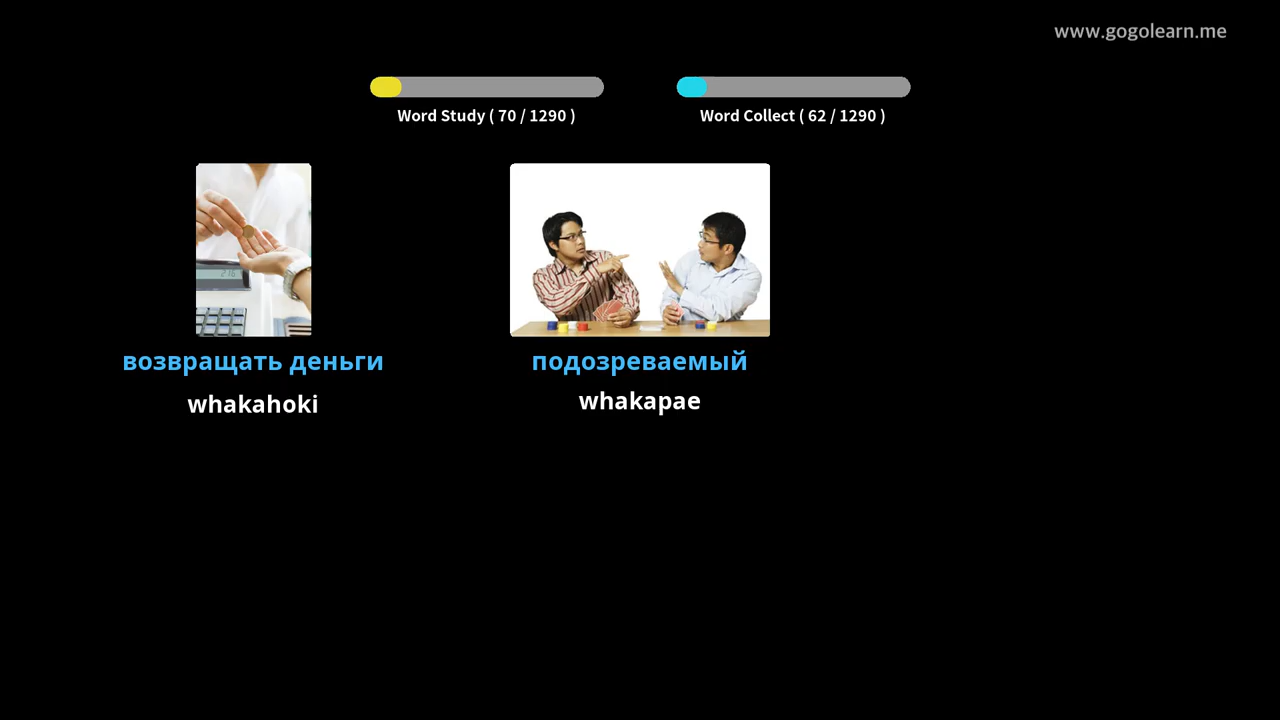 www.gogolearn.me
Word Study ( 70 / 1290 )
Word Collect ( 62 / 1290 )
возвращать деньги
whakahoki
подозреваемый
whakapae